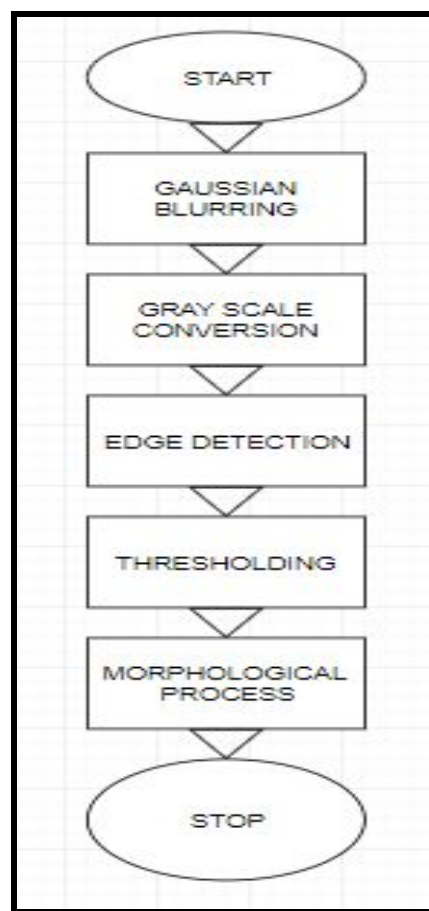 START
GAUSSIAN
BLURRING
GRAY SCALE
CONVERSION
EDGE DETECTION
THRESHOLDING
MORPHOLOGICAL
PROCESS
STOP